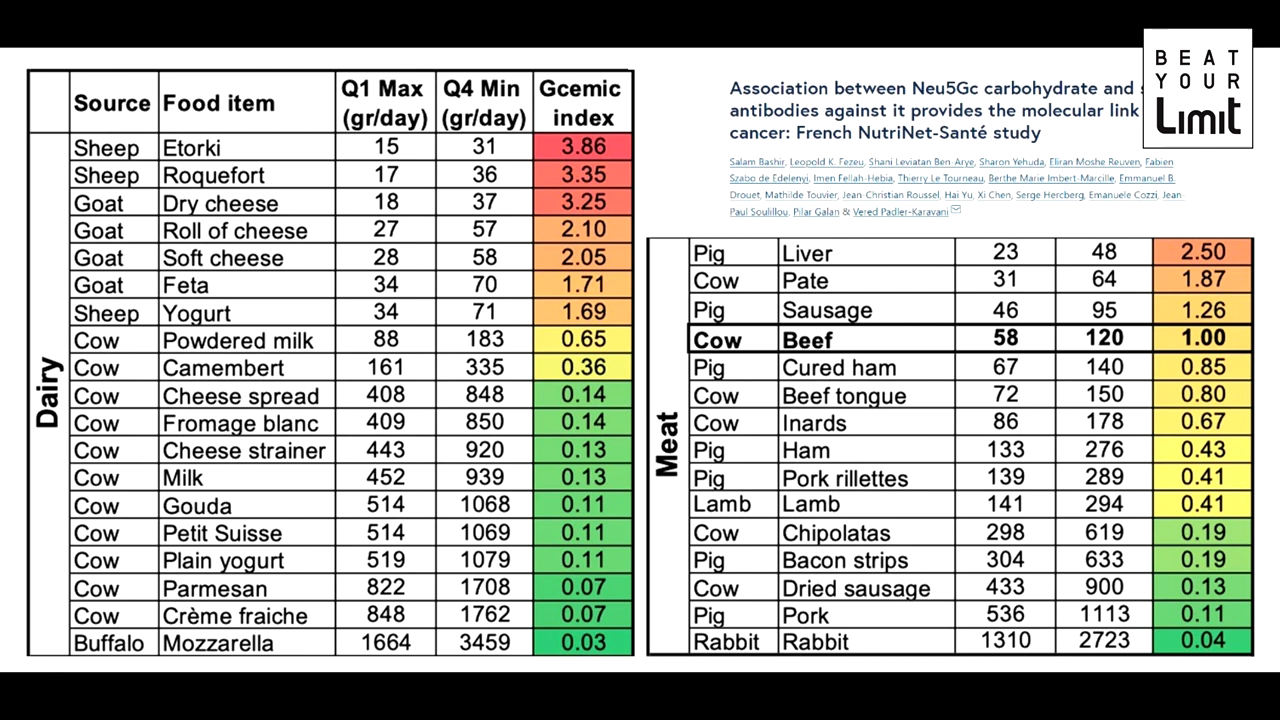 BEAT
YOUR
Limit
Association between Neu5Gc carbohydrate and
antibodies against it provides the molecular link
cancer: French NutriNet-Santé study
Salam Bashir, Leopold K. Fezeu, Shani Leviatan Ben-Arye, Sharon Yehuda, Eliran Moshe Reuven, Fabien
Szabo de Edelenyi, Imen Fellah-Hebia, Thierry Le Tourneau, Berthe Marie Imbert-Marcille, Emmanuel B.
Drouet, Mathilde Touvier, Jean-Christian Roussel, Hai Yu, Xi Chen, Serge Hercberg, Emanuele Cozzi, Jean
Paul Soulillou, Pilar Galan & Vered Padler-Karavani
Source Food item Q1 Max (gr/day) Q4 Min (gr/day) Gcemic index
Dairy
Sheep Etorki 15 31 3.86
Sheep Roquefort 17 36 3.35
Goat Dry cheese 18 37 3.25
Goat Roll of cheese 27 57 2.10
Goat Soft cheese 28 58 2.05
Goat Feta 34 70 1.71
Sheep Yogurt 34 71 1.69
Cow Powdered milk 88 183 0.65
Cow Camembert 161 335 0.36
Cow Cheese spread 408 848 0.14
Cow Fromage blanc 409 850 0.14
Cow Cheese strainer 443 920 0.13
Cow Milk 452 939 0.13
Cow Gouda 514 1068 0.11
Cow Petit Suisse 514 1069 0.11
Cow Plain yogurt 519 1079 0.11
Cow Parmesan 822 1708 0.07
Cow Crème fraiche 848 1762 0.07
Buffalo Mozzarella 1664 3459 0.03
Meat
Pig Liver 23 48 2.50
Cow Pate 31 64 1.87
Pig Sausage 46 95 1.26
Cow Beef 58 120 1.00
Pig Cured ham 67 140 0.85
Cow Beef tongue 72 150 0.80
Cow Inards 86 178 0.67
Pig Ham 133 276 0.43
Pig Pork rillettes 139 289 0.41
Lamb Lamb 141 294 0.41
Cow Chipolatas 298 619 0.19
Pig Bacon strips 304 633 0.19
Cow Dried sausage 433 900 0.13
Pig Pork 536 1113 0.11
Rabbit Rabbit 1310 2723 0.04